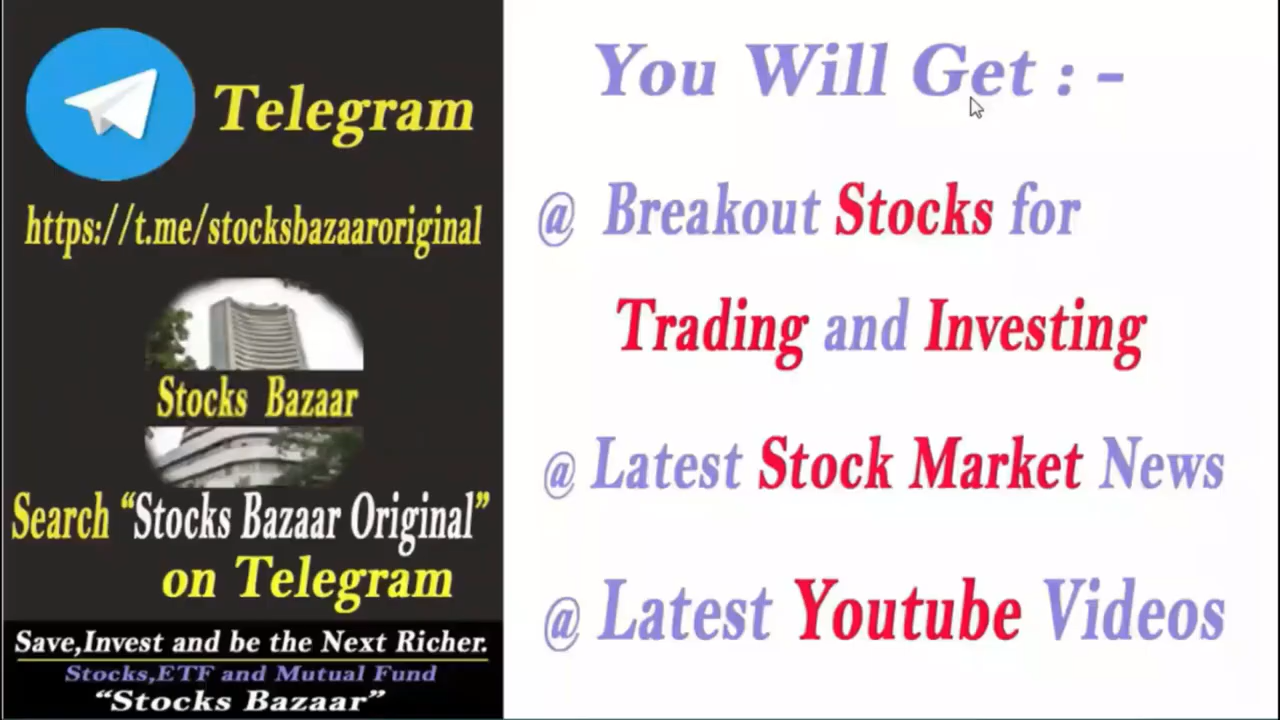 Telegram
https://t.me/stocksbazaaroriginal
Stocks Bazaar
Search “Stocks Bazaar Original”
on Telegram
Save,Invest and be the Next Richer.
Stocks,ETF and Mutual Fund
“Stocks Bazaar”
You Will Get : -
@ Breakout Stocks for
Trading and Investing
@ Latest Stock Market News
@ Latest Youtube Videos